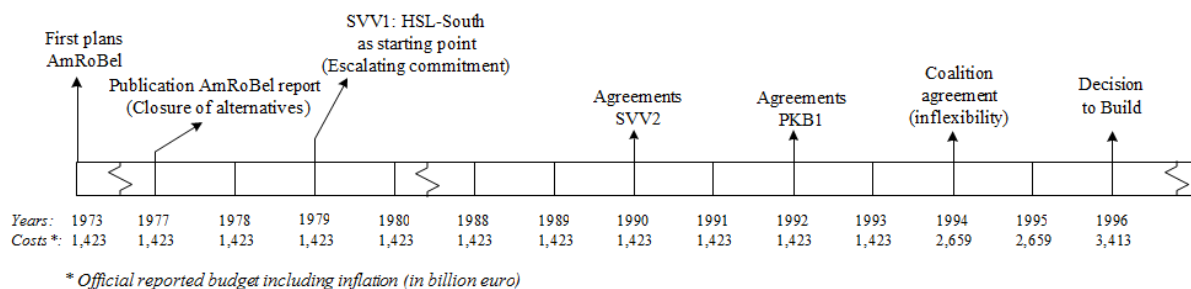 First plans
AmRoBel
Publication AmRoBel report
(Closure of alternatives)
SVV1: HSL-South
as starting point
(Escalating commitment)
Agreements
SVV2
Agreements
PKB1
Coalition
agreement
(inflexibility)
Decision
to Build
Years: 1973 1977 1978 1979 1980 1988 1989 1990 1991 1992 1993 1994 1995 1996
Costs *: 1,423 1,423 1,423 1,423 1,423 1,423 1,423 1,423 1,423 1,423 1,423 2,659 2,659 3,413
* Official reported budget including inflation (in billion euro)